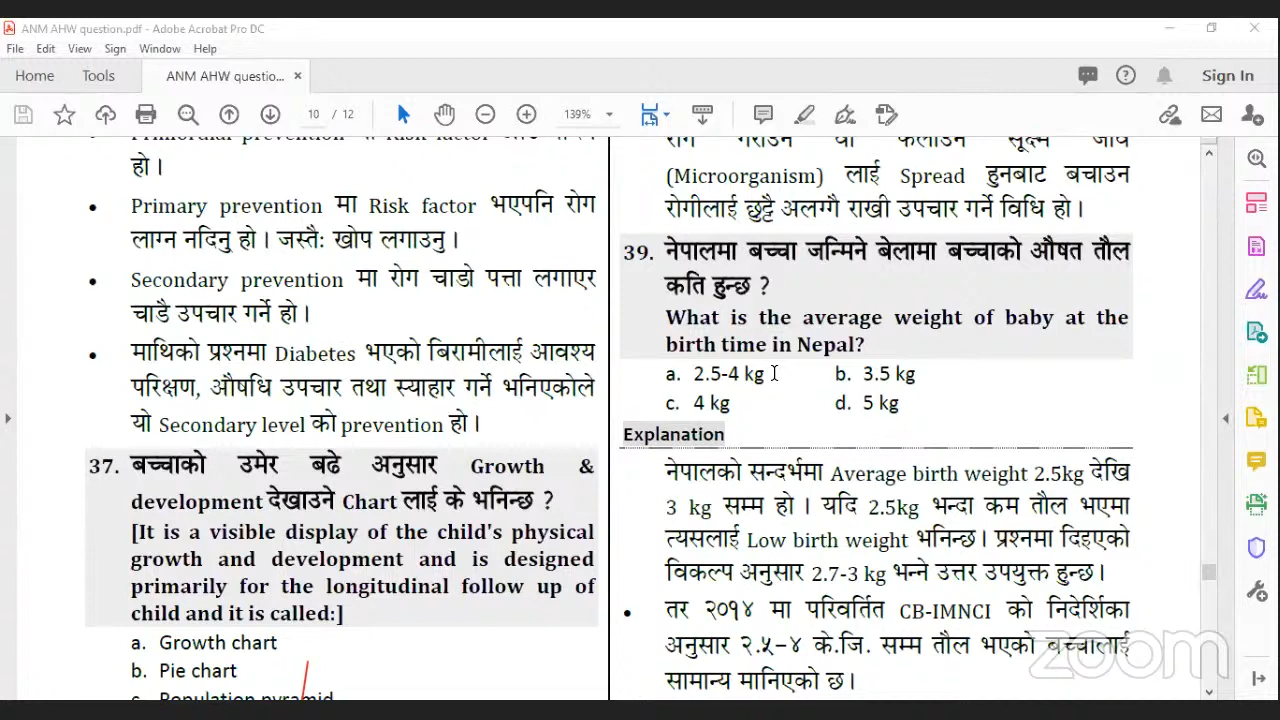 ANM AHW question.pdf - Adobe Acrobat Pro DC
File Edit View Sign Window Help
Home Tools ANM AHW questio... × Sign In
10 / 12 139%
हो ।
• Primary prevention मा Risk factor भएपनि रोग
लाग्न नदिनु हो । जस्तैः खोप लगाउनु ।
• Secondary prevention मा रोग चाडो पत्ता लगाएर
चाडै उपचार गर्ने हो ।
• माथिको प्रश्नमा Diabetes भएको बिरामीलाई आवश्य
परिक्षण, औषधि उपचार तथा स्याहार गर्ने भनिएकोले
यो Secondary level को prevention हो ।
37. बच्चाको उमेर बढे अनुसार Growth &
development देखाउने Chart लाई के भनिन्छ ?
[It is a visible display of the child's physical
growth and development and is designed
primarily for the longitudinal follow up of
child and it is called:]
a. Growth chart
b. Pie chart
c. Population pyramid
रोग गराउन वा फैलाउन सूक्ष्म जीव
(Microorganism) लाई Spread हुनबाट बचाउन
रोगीलाई छुट्टै अलग्गै राखी उपचार गर्ने विधि हो ।
39. नेपालमा बच्चा जन्मिने बेलामा बच्चाको औषत तौल
कति हुन्छ ?
What is the average weight of baby at the
birth time in Nepal?
a. 2.5-4 kg b. 3.5 kg
c. 4 kg d. 5 kg
Explanation
नेपालको सन्दर्भमा Average birth weight 2.5kg देखि
3 kg सम्म हो । यदि 2.5kg भन्दा कम तौल भएमा
त्यसलाई Low birth weight भनिन्छ । प्रश्नमा दिइएको
विकल्प अनुसार 2.7-3 kg भन्ने उत्तर उपयुक्त हुन्छ ।
• तर २०१४ मा परिवर्तित CB-IMNCI को निदेर्शिका
अनुसार २.५–४ के.जि. सम्म तौल भएको बच्चालाई
सामान्य मानिएको छ ।
zoom